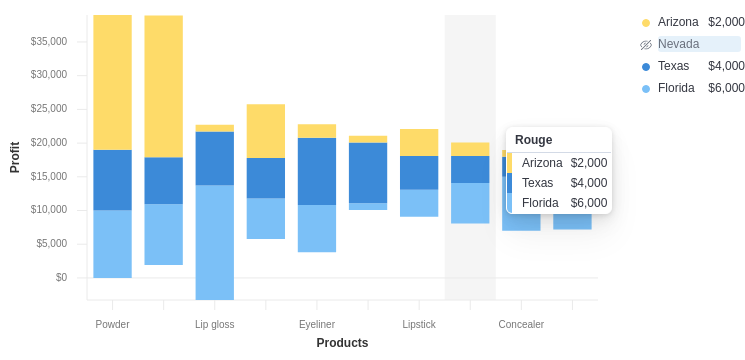 Arizona $2,000
Nevada
Texas $4,000
Florida $6,000
Profit
$35,000
$30,000
$25,000
$20,000
$15,000
$10,000
$5,000
$0
Rouge
Arizona $2,000
Texas $4,000
Florida $6,000
Powder Lip gloss Eyeliner Lipstick Concealer
Products